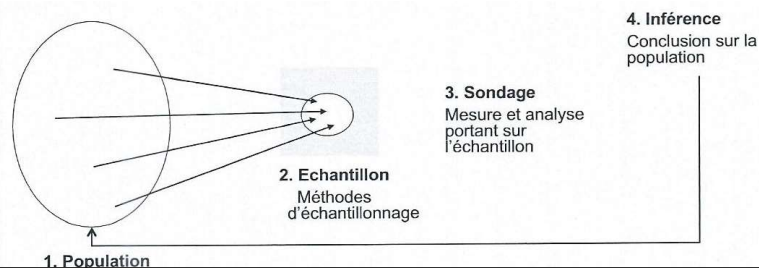 4. Inférence
Conclusion sur la
population
3. Sondage
Mesure et analyse
portant sur
l'échantillon
2. Echantillon
Méthodes
d'échantillonnage
1. Population